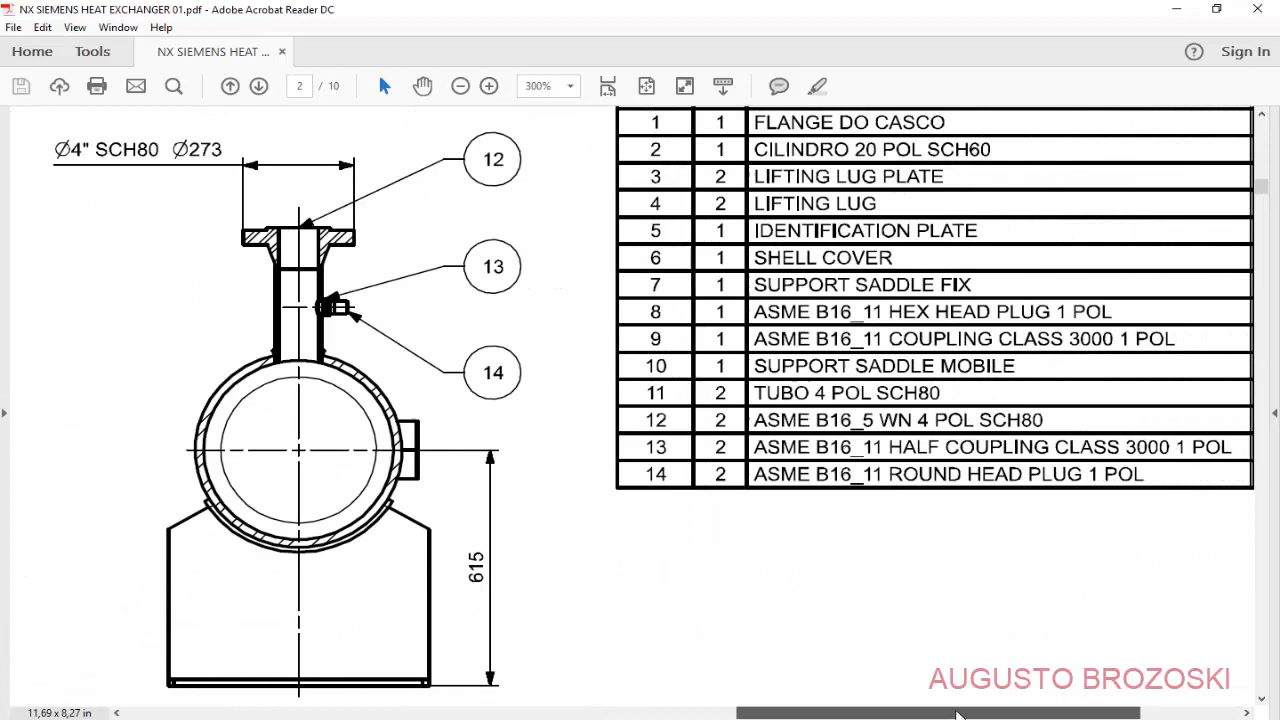 NX SIEMENS HEAT EXCHANGER 01.pdf - Adobe Acrobat Reader DC
File Edit View Window Help
Home Tools NX SIEMENS HEAT ... × Sign In
2 / 10 300%
Ø4" SCH80 Ø273
12
13
14
615
1 1 FLANGE DO CASCO
2 1 CILINDRO 20 POL SCH60
3 2 LIFTING LUG PLATE
4 2 LIFTING LUG
5 1 IDENTIFICATION PLATE
6 1 SHELL COVER
7 1 SUPPORT SADDLE FIX
8 1 ASME B16_11 HEX HEAD PLUG 1 POL
9 1 ASME B16_11 COUPLING CLASS 3000 1 POL
10 1 SUPPORT SADDLE MOBILE
11 2 TUBO 4 POL SCH80
12 2 ASME B16_5 WN 4 POL SCH80
13 2 ASME B16_11 HALF COUPLING CLASS 3000 1 POL
14 2 ASME B16_11 ROUND HEAD PLUG 1 POL
AUGUSTO BROZOSKI
11,69 x 8,27 in